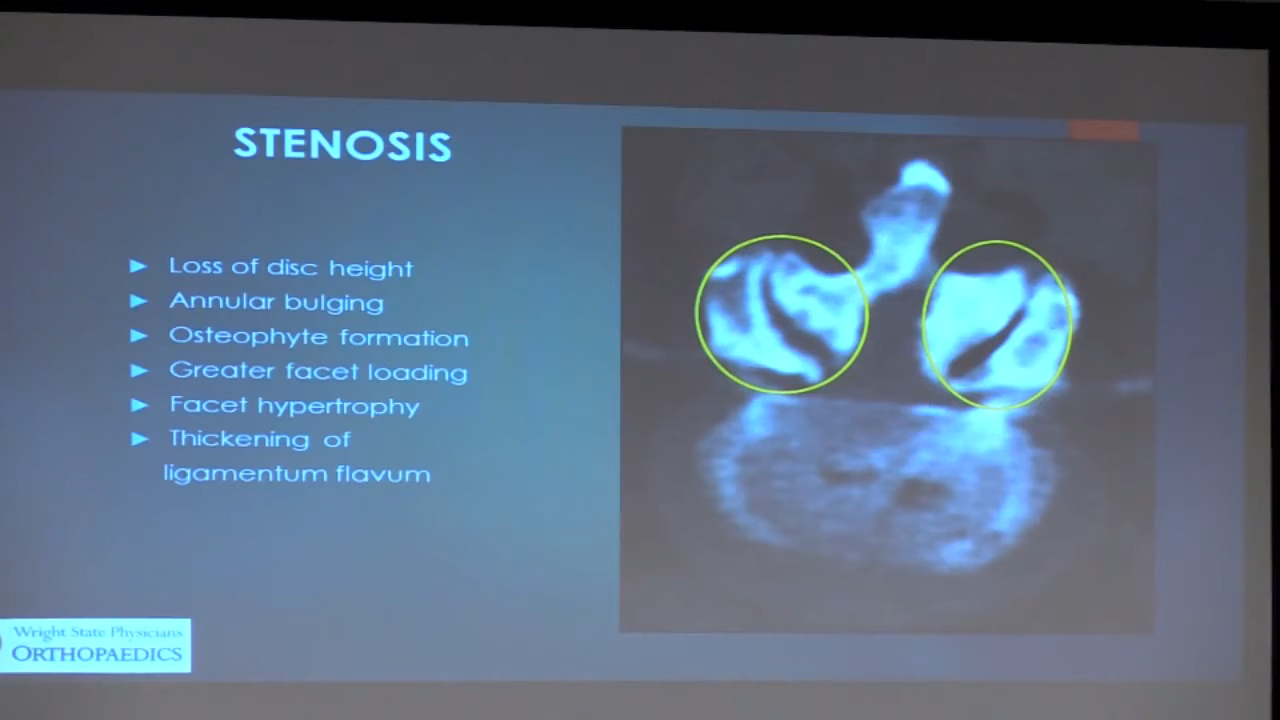 STENOSIS
► Loss of disc height
► Annular bulging
► Osteophyte formation
► Greater facet loading
► Facet hypertrophy
► Thickening of
ligamentum flavum
Wright State Physicians
ORTHOPAEDICS